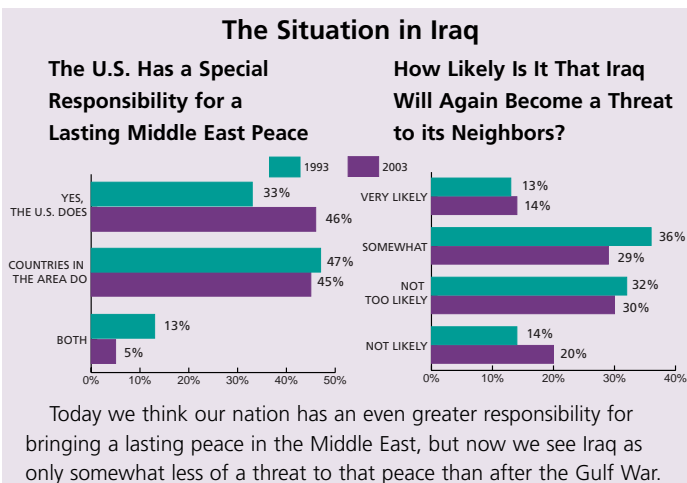 The Situation in Iraq
The U.S. Has a Special
Responsibility for a
Lasting Middle East Peace
1993
2003
YES,
THE U.S. DOES
33%
46%
COUNTRIES IN
THE AREA DO
47%
45%
BOTH
13%
5%
0% 10% 20% 30% 40% 50%
How Likely Is It That Iraq
Will Again Become a Threat
to its Neighbors?
VERY LIKELY
13%
14%
SOMEWHAT
36%
29%
NOT
TOO LIKELY
32%
30%
NOT LIKELY
14%
20%
0% 10% 20% 30% 40%
Today we think our nation has an even greater responsibility for
bringing a lasting peace in the Middle East, but now we see Iraq as
only somewhat less of a threat to that peace than after the Gulf War.